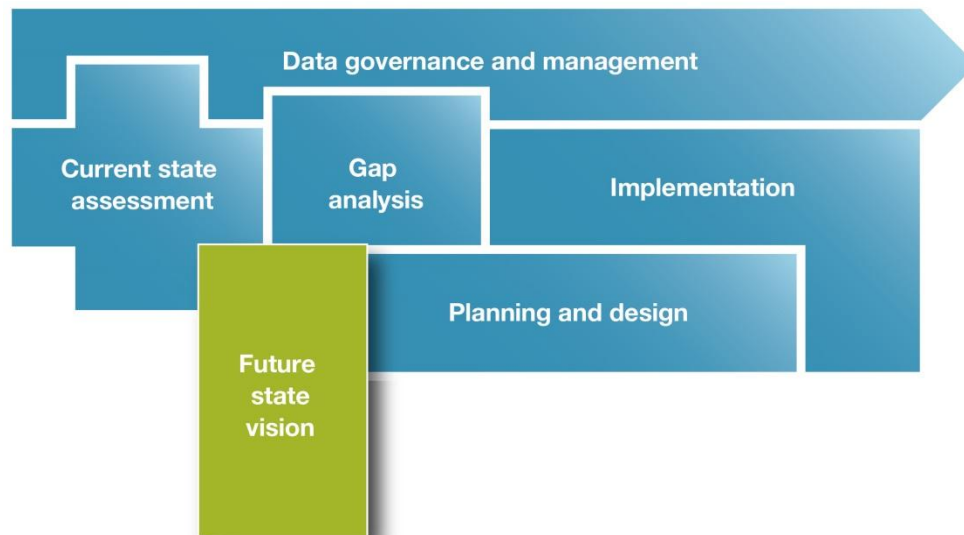 Data governance and management
Current state
assessment
Gap
analysis
Implementation
Planning and design
Future
state
vision